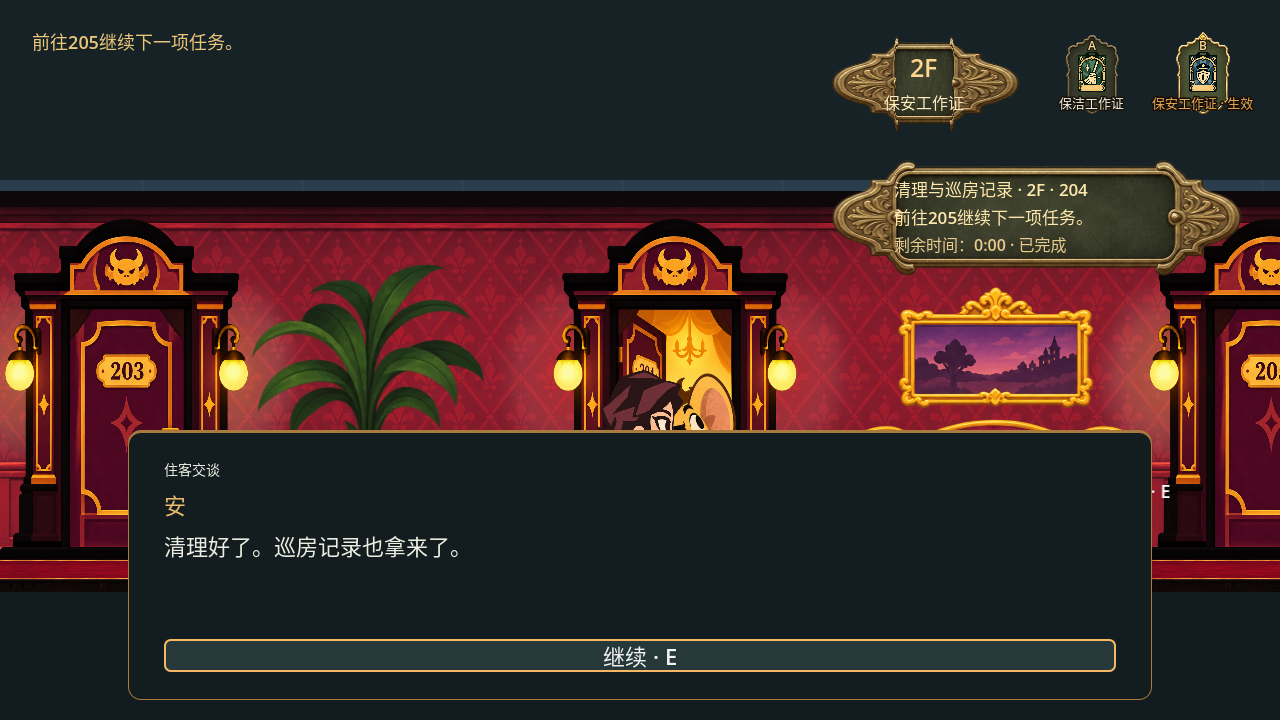 前往205继续下一项任务。
2F
保安工作证
A
保洁工作证
B
保安工作证 · 生效
清理与巡房记录 · 2F · 204
前往205继续下一项任务。
剩余时间：0:00 · 已完成
203
· E
住客交谈
安
清理好了。巡房记录也拿来了。
继续 · E